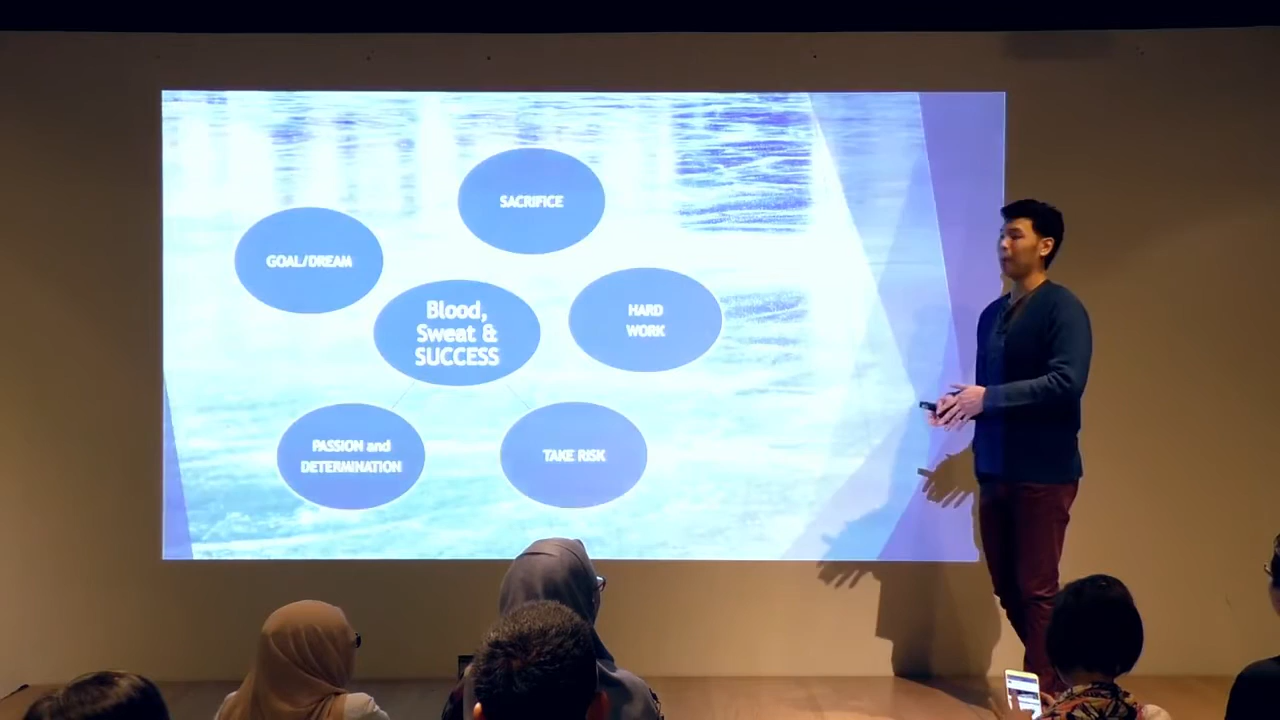 SACRIFICE
GOAL/DREAM
Blood,
Sweat &
SUCCESS
HARD
WORK
PASSION and
DETERMINATION
TAKE RISK